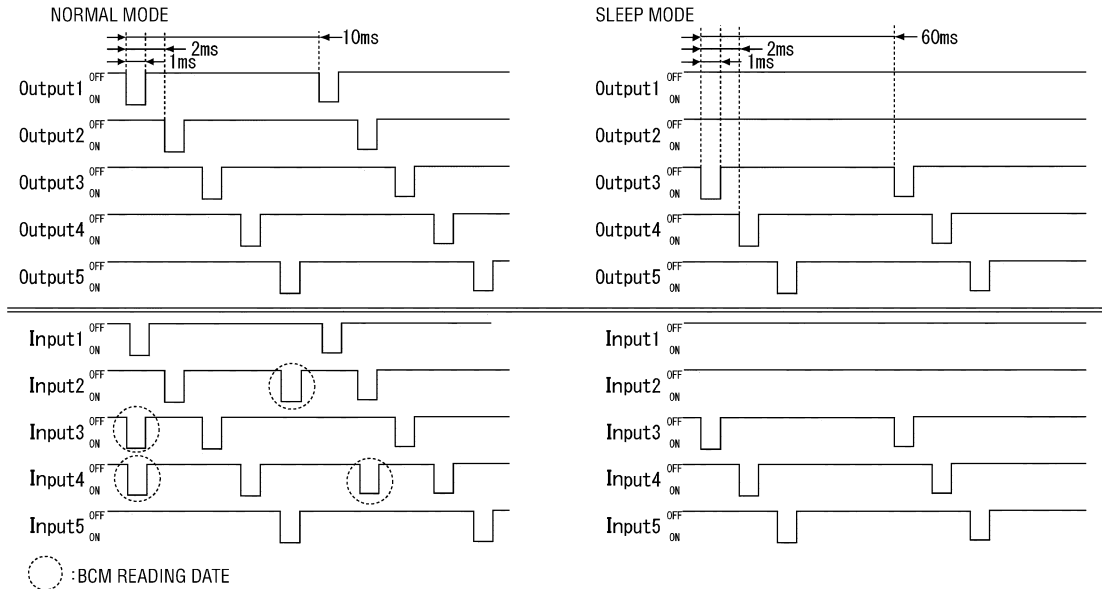 NORMAL MODE
10ms
2ms
1ms
Output1 OFF ON
Output2 OFF ON
Output3 OFF ON
Output4 OFF ON
Output5 OFF ON
SLEEP MODE
60ms
2ms
1ms
Output1 OFF ON
Output2 OFF ON
Output3 OFF ON
Output4 OFF ON
Output5 OFF ON
Input1 OFF ON
Input2 OFF ON
Input3 OFF ON
Input4 OFF ON
Input5 OFF ON
Input1 OFF ON
Input2 OFF ON
Input3 OFF ON
Input4 OFF ON
Input5 OFF ON
:BCM READING DATE